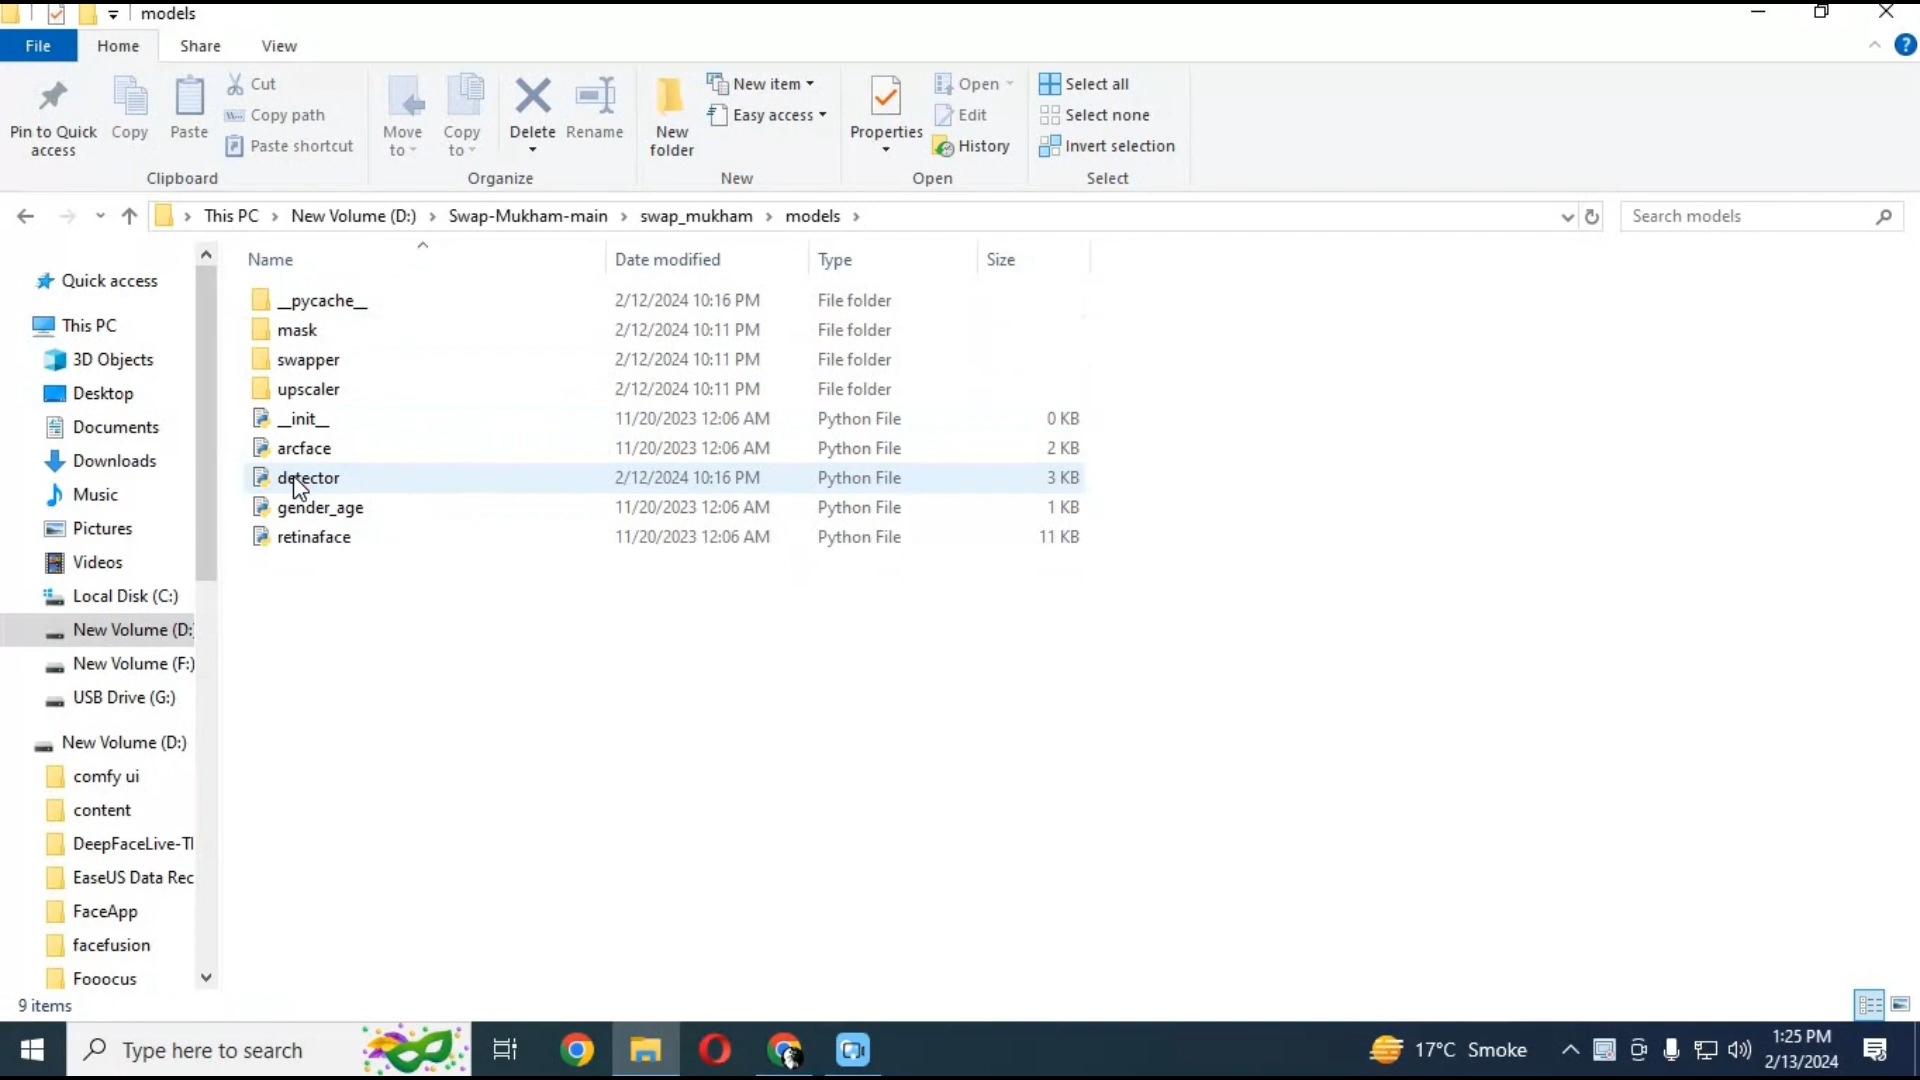 models
File
Home
Share
View
Pin to Quick access
Copy
Paste
Cut
Copy path
Paste shortcut
Clipboard
Move to
Copy to
Delete
Rename
Organize
New folder
New item
Easy access
New
Properties
Open
Edit
History
Open
Select all
Select none
Invert selection
Select
This PC > New Volume (D:) > Swap-Mukham-main > swap_mukham > models >
Search models
Name Date modified Type Size
__pycache__ 2/12/2024 10:16 PM File folder
mask 2/12/2024 10:11 PM File folder
swapper 2/12/2024 10:11 PM File folder
upscaler 2/12/2024 10:11 PM File folder
__init__ 11/20/2023 12:06 AM Python File 0 KB
arcface 11/20/2023 12:06 AM Python File 2 KB
detector 2/12/2024 10:16 PM Python File 3 KB
gender_age 11/20/2023 12:06 AM Python File 1 KB
retinaface 11/20/2023 12:06 AM Python File 11 KB
Quick access
This PC
3D Objects
Desktop
Documents
Downloads
Music
Pictures
Videos
Local Disk (C:)
New Volume (D:
New Volume (F:)
USB Drive (G:)
New Volume (D:)
comfy ui
content
DeepFaceLive-Tl
EaseUS Data Rec
FaceApp
facefusion
Fooocus
9 items
Type here to search
17°C Smoke
1:25 PM
2/13/2024